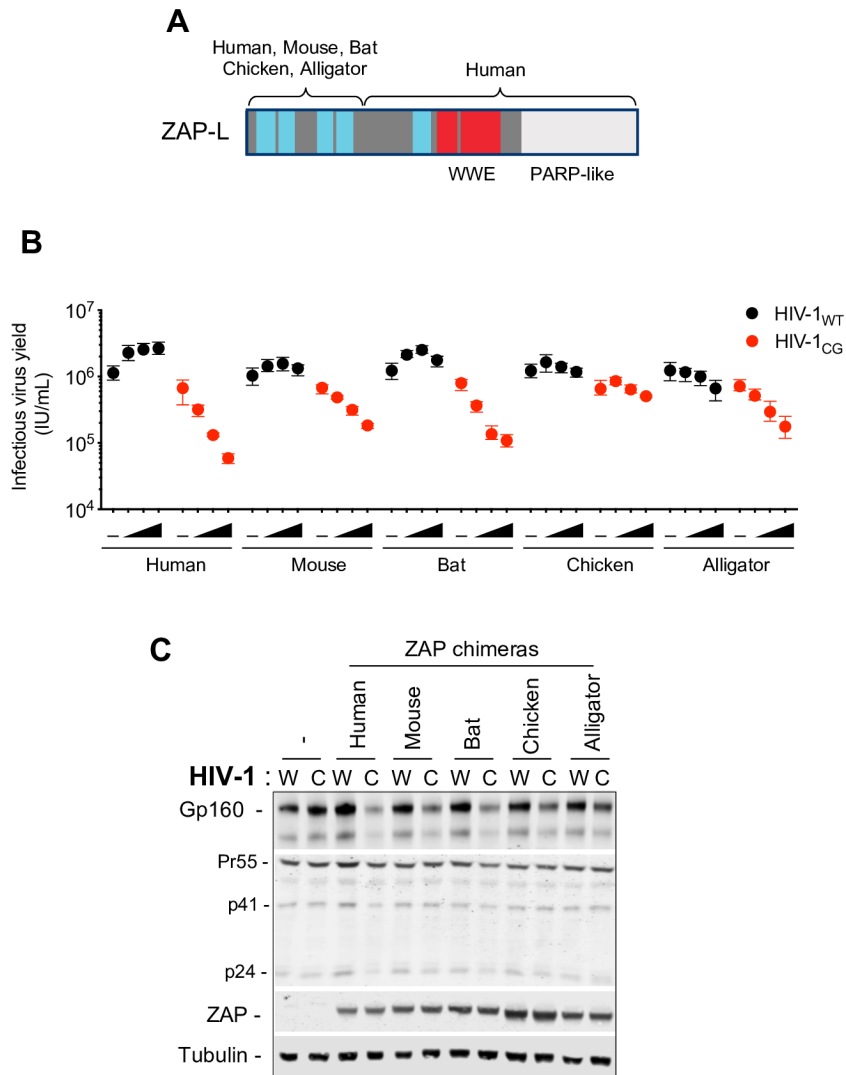 A
Human, Mouse, Bat
Chicken, Alligator
Human
ZAP-L
WWE
PARP-like
B
Infectious virus yield
(IU/mL)
10⁷
10⁶
10⁵
10⁴
HIV-1WT
HIV-1CG
– – – – – – – – – –
Human Mouse Bat Chicken Alligator
C
ZAP chimeras
- Human Mouse Bat Chicken Alligator
HIV-1 : W C W C W C W C W C W C
Gp160 -
Pr55 -
p41 -
p24 -
ZAP -
Tubulin -